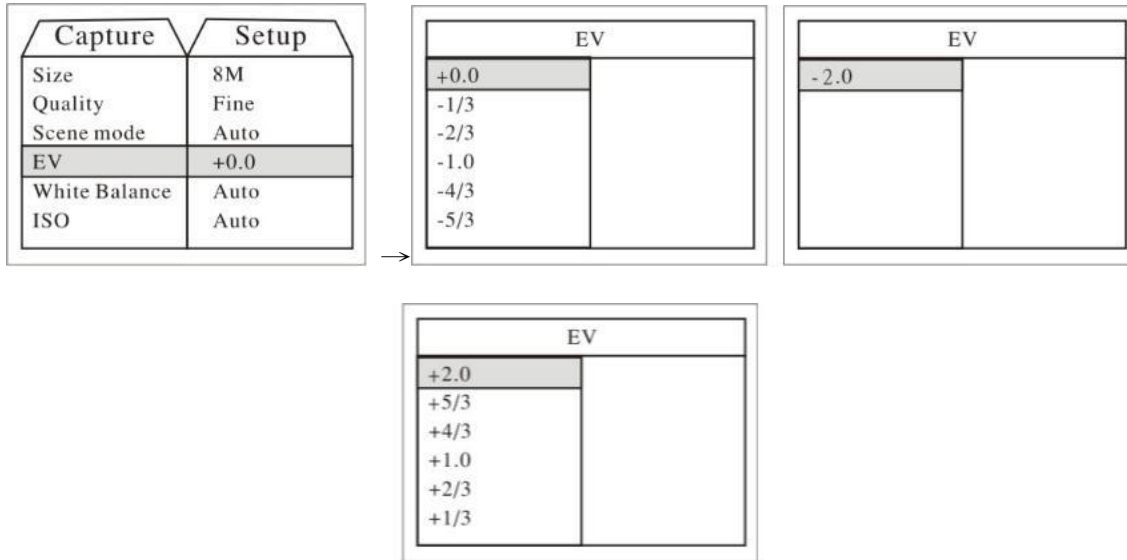 Capture Setup
Size 8M
Quality Fine
Scene mode Auto
EV +0.0
White Balance Auto
ISO Auto
→
EV
+0.0
-1/3
-2/3
-1.0
-4/3
-5/3
EV
-2.0
EV
+2.0
+5/3
+4/3
+1.0
+2/3
+1/3